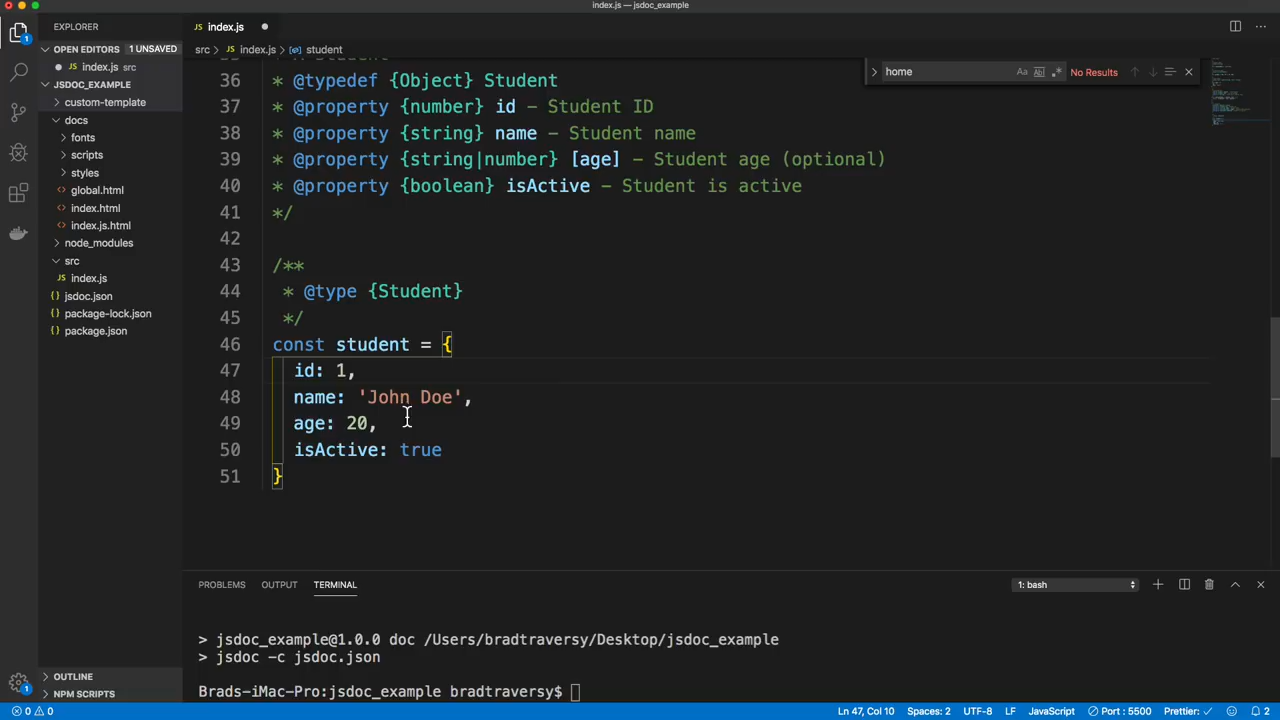 index.js — jsdoc_example
EXPLORER
OPEN EDITORS 1 UNSAVED
index.js src
JSDOC_EXAMPLE
custom-template
docs
fonts
scripts
styles
global.html
index.html
index.js.html
node_modules
src
index.js
jsdoc.json
package-lock.json
package.json
OUTLINE
NPM SCRIPTS
index.js
src > index.js > student
home
No Results
36 * @typedef {Object} Student
37 * @property {number} id - Student ID
38 * @property {string} name - Student name
39 * @property {string|number} [age] - Student age (optional)
40 * @property {boolean} isActive - Student is active
41 */
42
43 /**
44 * @type {Student}
45 */
46 const student = {
47 id: 1,
48 name: 'John Doe',
49 age: 20,
50 isActive: true
51 }
PROBLEMS OUTPUT TERMINAL
1: bash
> jsdoc_example@1.0.0 doc /Users/bradtraversy/Desktop/jsdoc_example
> jsdoc -c jsdoc.json
Brads-iMac-Pro:jsdoc_example bradtraversy$
0 0 Ln 47, Col 10 Spaces: 2 UTF-8 LF JavaScript Port : 5500 Prettier: 2